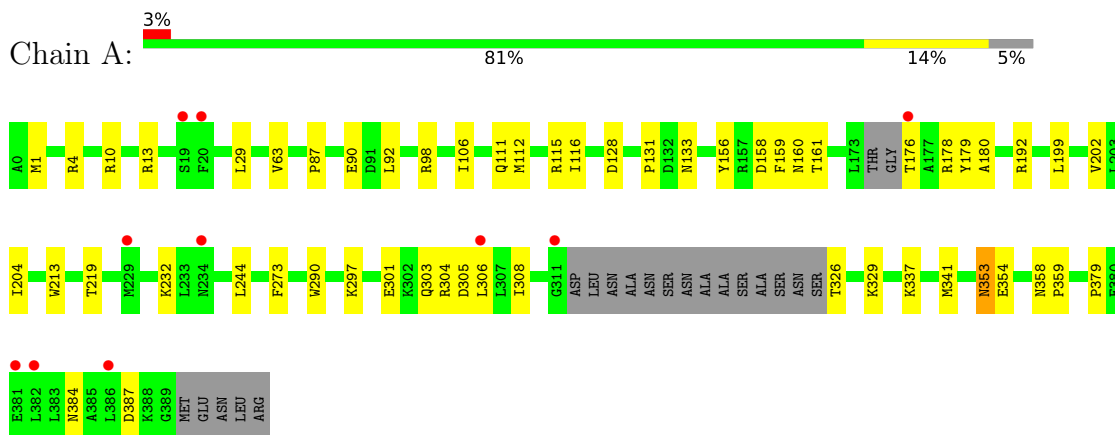 3%
Chain A:
81% 14% 5%
A0 M1 R4 R10 R13 S19 F20 L29 V63 P87 E90 D91 L92 R98 I106 Q111 M112 R115 I116 D128 P131 D132 N133 Y156 R157 D158 F159 N160 T161 L173 THR GLY T176 A177 R178 Y179 A180 R192 L199 V202 L203
I204 W213 T219 M229 K232 L233 N234 L244 F273 W290 K297 E301 K302 Q303 R304 D305 L306 L307 I308 G311 ASP LEU ASN ALA ALA ASN SER ALA ALA SER ALA SER ASN SER T326 K329 K337 M341 N353 E354 N358 P359 P379 E380
E381 L382 L383 N384 A385 L386 D387 K388 G389 MET GLU ASN LEU ARG